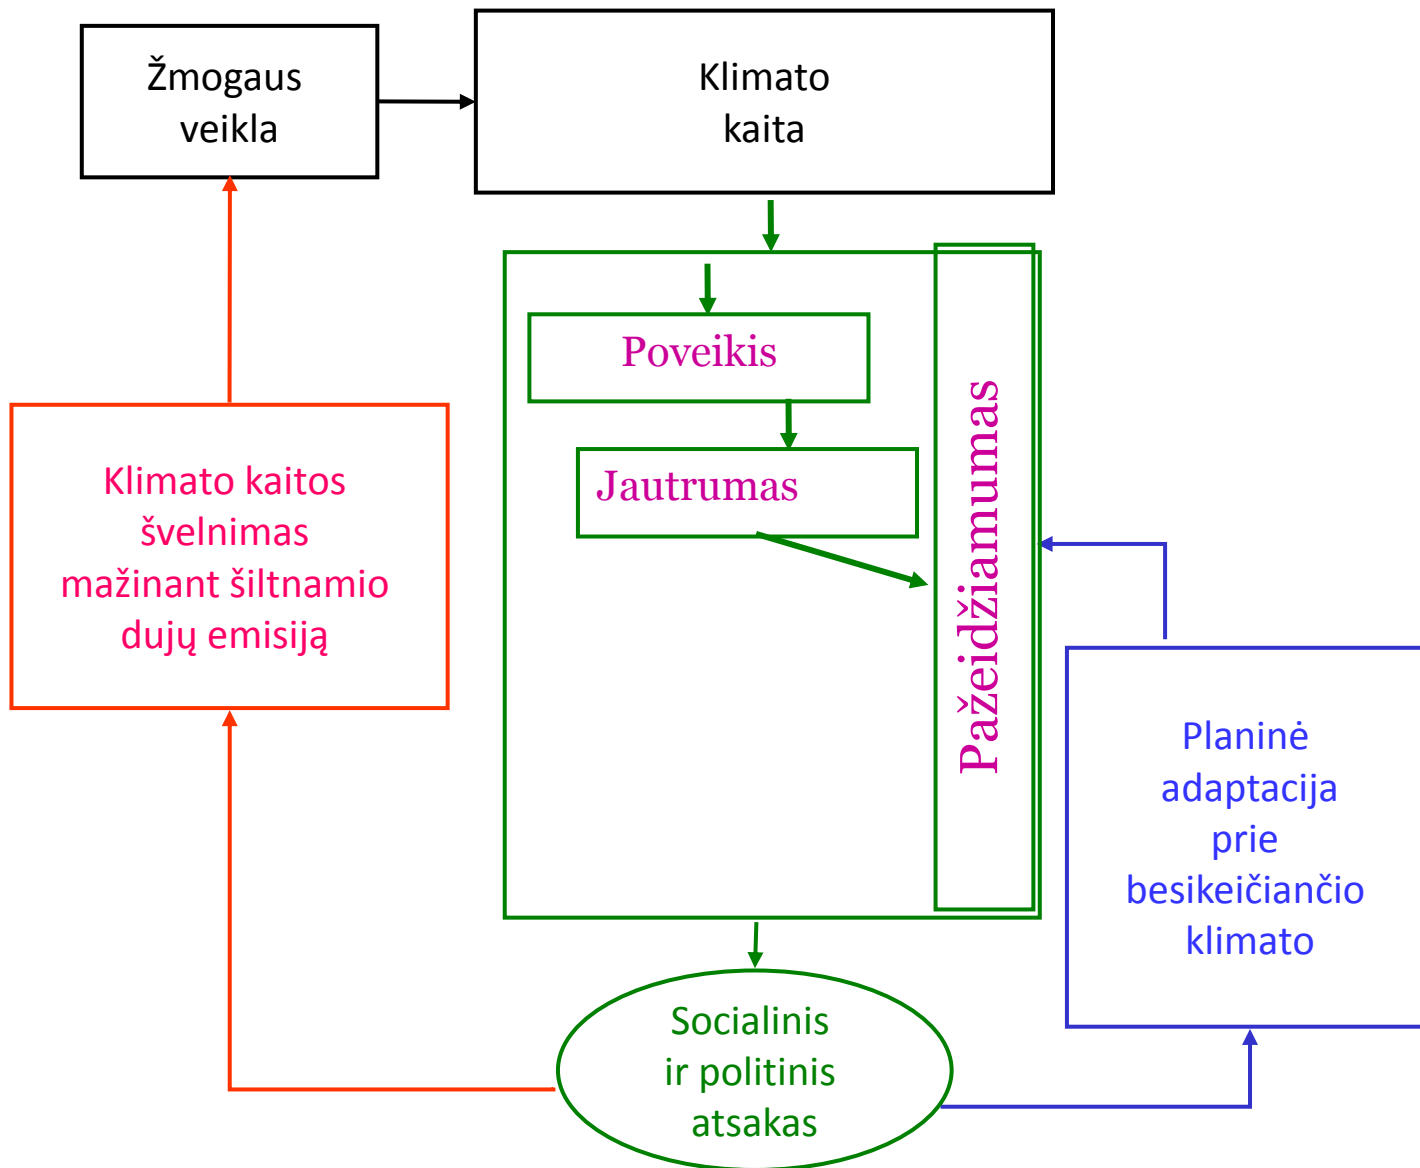 Žmogaus
veikla
Klimato
kaita
Poveikis
Jautrumas
Pažeidžiamumas
Klimato kaitos
švelnimas
mažinant šiltnamio
dujų emisiją
Planinė
adaptacija
prie
besikeičiančio
klimato
Socialinis
ir politinis
atsakas